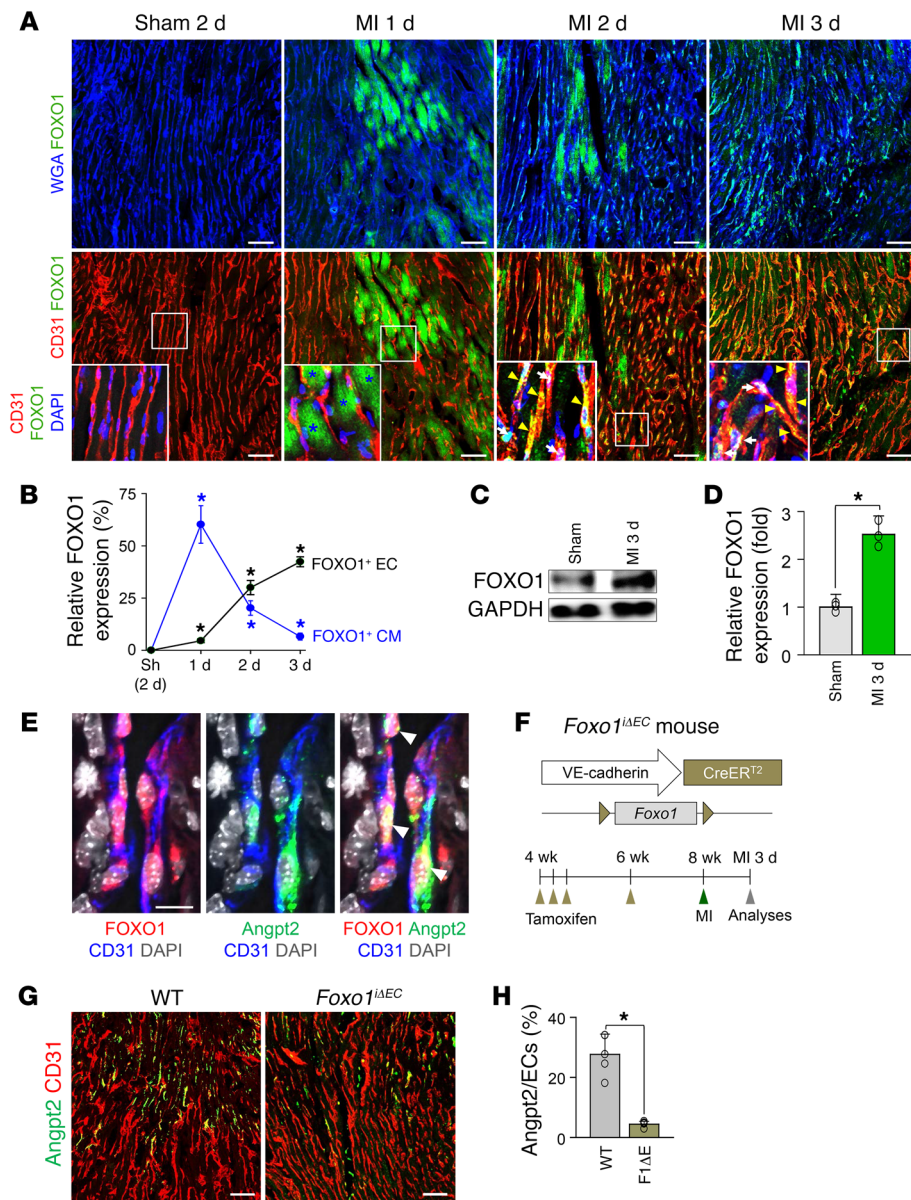 A
Sham 2 d
MI 1 d
MI 2 d
MI 3 d
WGA FOXO1
CD31 FOXO1
CD31
FOXO1
DAPI
*
*
*
*
*
B
Relative FOXO1
expression (%)
75
50
25
0
*
*
*
*
*
*
FOXO1⁺ EC
FOXO1⁺ CM
Sh
(2 d)
1 d
2 d
3 d
C
Sham
MI 3 d
FOXO1
GAPDH
D
Relative FOXO1
expression (fold)
3
2
1
0
*
Sham
MI 3 d
E
FOXO1
CD31 DAPI
Angpt2
CD31 DAPI
FOXO1 Angpt2
CD31 DAPI
F
Foxo1iΔEC mouse
VE-cadherin
CreERT2
Foxo1
4 wk
6 wk
8 wk
MI 3 d
Tamoxifen
MI
Analyses
G
WT
Foxo1iΔEC
Angpt2 CD31
H
Angpt2/ECs (%)
40
20
0
*
WT
F1ΔE